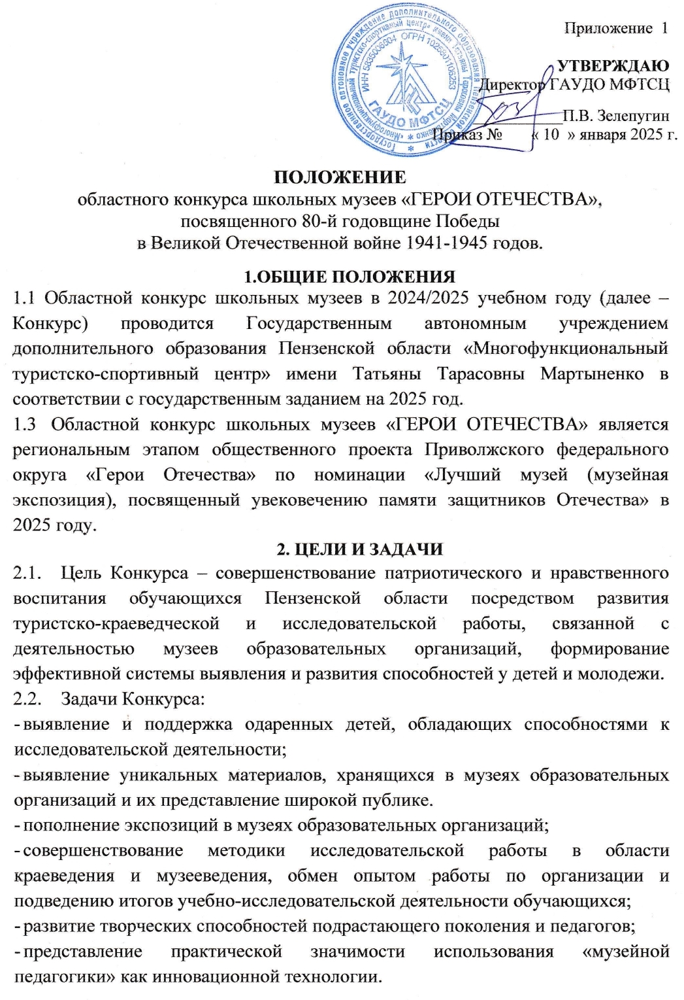 Приложение 1
УТВЕРЖДАЮ
Директор ГАУДО МФТСЦ
___________П.В. Зелепугин
Приказ № « 10 » января 2025 г.
ИНН 5835006904 ОГРН 1025801106253
ГАУДО МФТСЦ
ПОЛОЖЕНИЕ
областного конкурса школьных музеев «ГЕРОИ ОТЕЧЕСТВА»,
посвященного 80-й годовщине Победы
в Великой Отечественной войне 1941-1945 годов.
1.ОБЩИЕ ПОЛОЖЕНИЯ
1.1 Областной конкурс школьных музеев в 2024/2025 учебном году (далее –
Конкурс) проводится Государственным автономным учреждением
дополнительного образования Пензенской области «Многофункциональный
туристско-спортивный центр» имени Татьяны Тарасовны Мартыненко в
соответствии с государственным заданием на 2025 год.
1.3 Областной конкурс школьных музеев «ГЕРОИ ОТЕЧЕСТВА» является
региональным этапом общественного проекта Приволжского федерального
округа «Герои Отечества» по номинации «Лучший музей (музейная
экспозиция), посвященный увековечению памяти защитников Отечества» в
2025 году.
2. ЦЕЛИ И ЗАДАЧИ
2.1. Цель Конкурса – совершенствование патриотического и нравственного
воспитания обучающихся Пензенской области посредством развития
туристско-краеведческой и исследовательской работы, связанной с
деятельностью музеев образовательных организаций, формирование
эффективной системы выявления и развития способностей у детей и молодежи.
2.2. Задачи Конкурса:
- выявление и поддержка одаренных детей, обладающих способностями к
исследовательской деятельности;
- выявление уникальных материалов, хранящихся в музеях образовательных
организаций и их представление широкой публике.
- пополнение экспозиций в музеях образовательных организаций;
- совершенствование методики исследовательской работы в области
краеведения и музееведения, обмен опытом работы по организации и
подведению итогов учебно-исследовательской деятельности обучающихся;
- развитие творческих способностей подрастающего поколения и педагогов;
- представление практической значимости использования «музейной
педагогики» как инновационной технологии.